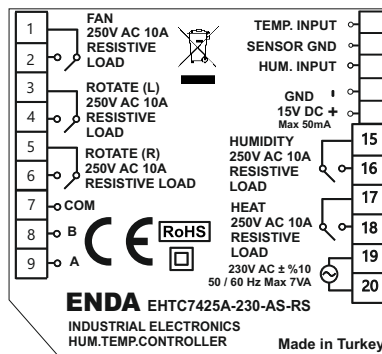 1
FAN
250V AC 10A
2
RESISTIVE
LOAD
3
ROTATE (L)
250V AC 10A
4
RESISTIVE
LOAD
5
ROTATE (R)
250V AC 10A
6
RESISTIVE LOAD
7
COM
8
B
9
A
CE
RoHS
TEMP. INPUT
SENSOR GND
HUM. INPUT
GND -
15V DC +
Max 50mA
HUMIDITY
15
250V AC 10A
RESISTIVE
16
LOAD
17
HEAT
250V AC 10A
18
RESISTIVE
LOAD
19
230V AC ± %10
50 / 60 Hz Max 7VA
20
ENDA EHTC7425A-230-AS-RS
INDUSTRIAL ELECTRONICS
HUM.TEMP.CONTROLLER
Made in Turkey